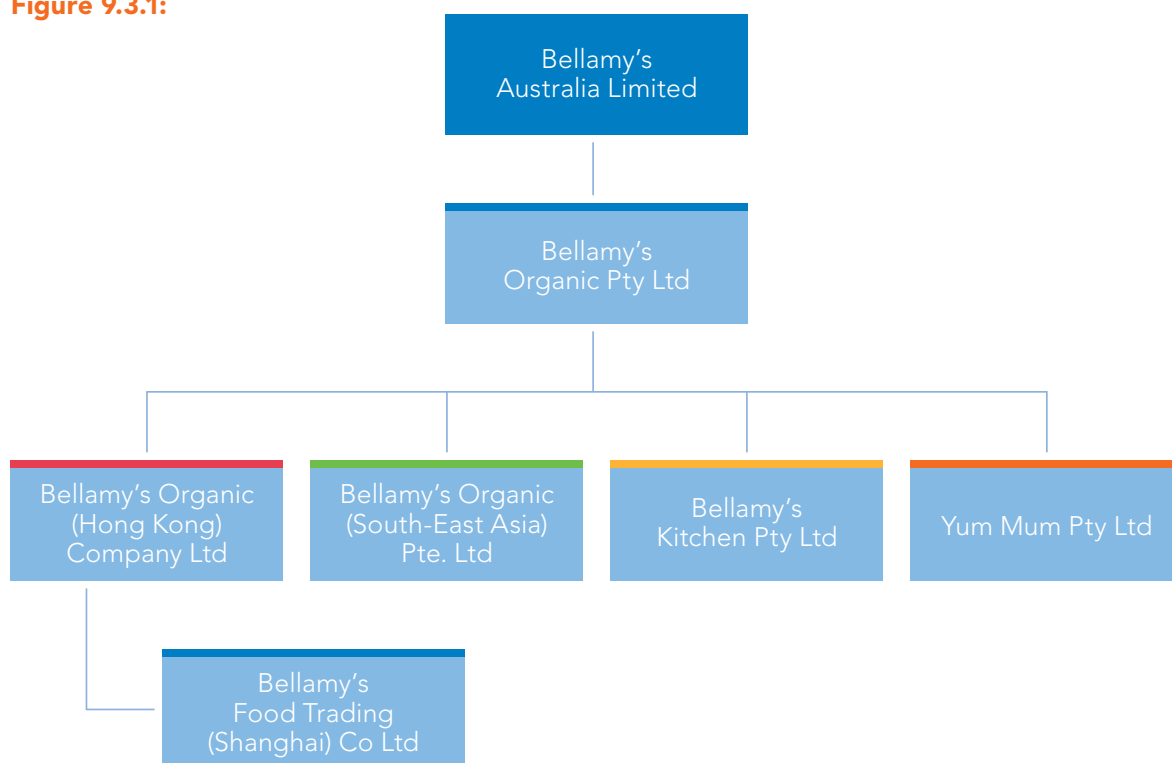 Figure 9.3.1:
Bellamy’s
Australia Limited
Bellamy’s
Organic Pty Ltd
Bellamy’s Organic
(Hong Kong)
Company Ltd
Bellamy’s Organic
(South-East Asia)
Pte. Ltd
Bellamy’s
Kitchen Pty Ltd
Yum Mum Pty Ltd
Bellamy’s
Food Trading
(Shanghai) Co Ltd